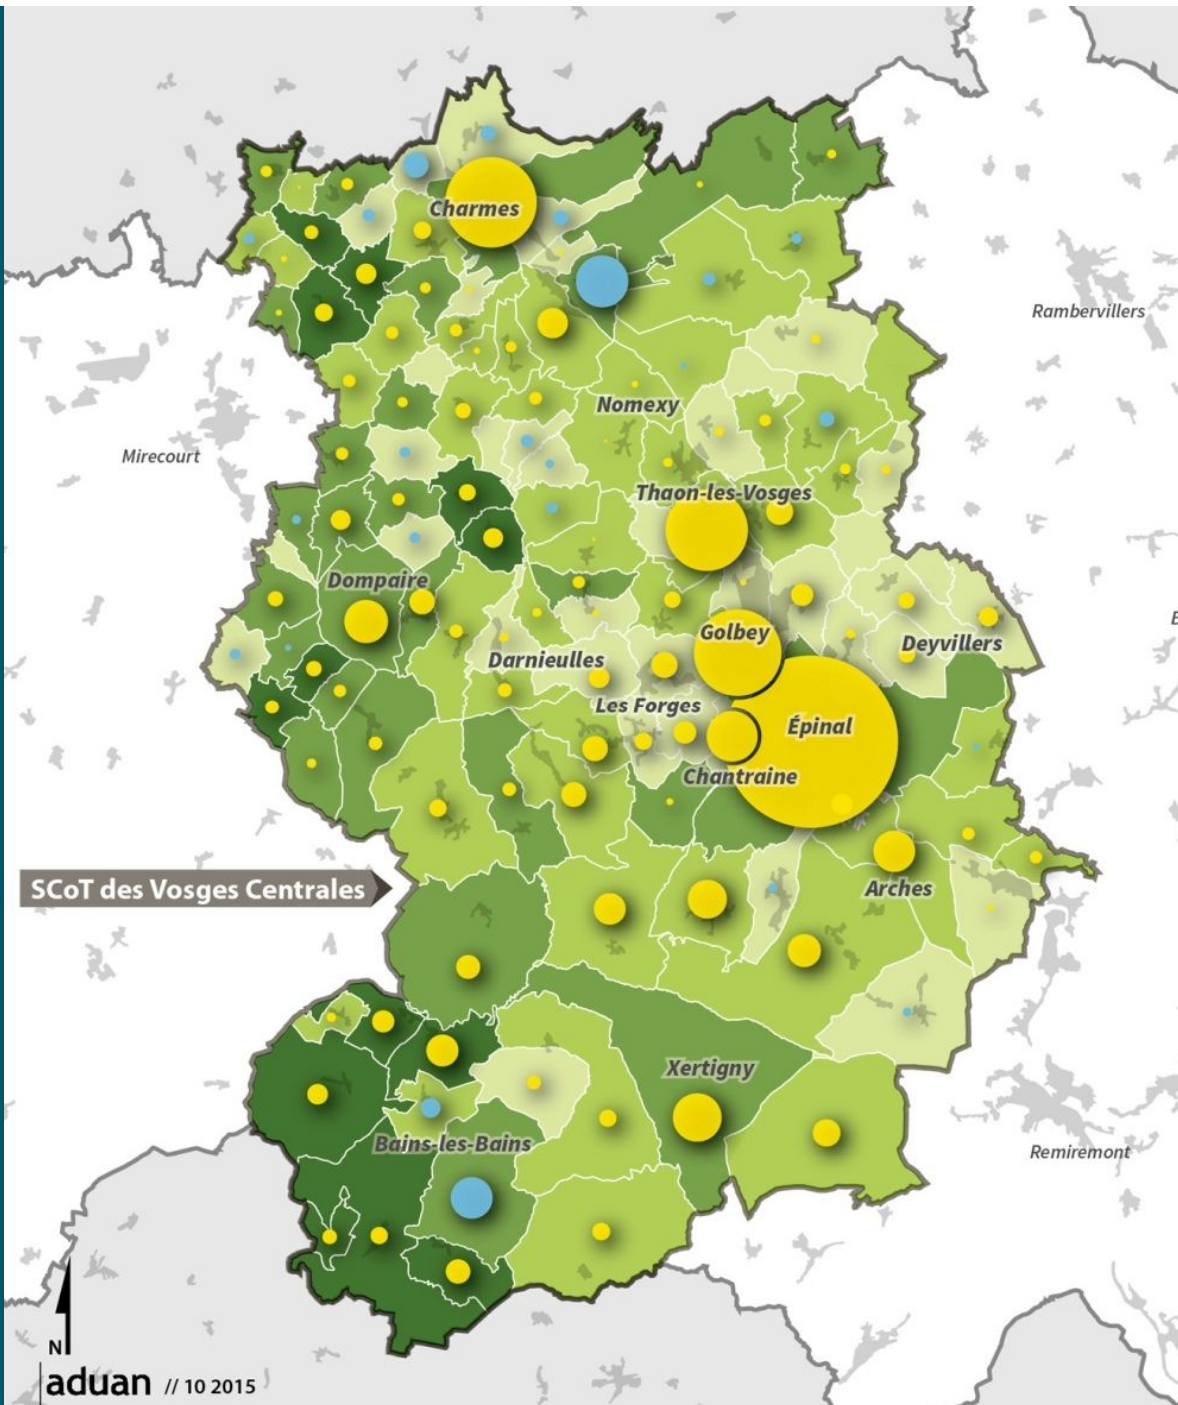 Charmes
Rambervillers
Nomexy
Mirecourt
Thaon-les-Vosges
Dompaire
Golbey
Deyvillers
Darnieulles
Les Forges
Épinal
Chantraine
SCoT des Vosges Centrales
Arches
Xertigny
Bains-les-Bains
Remiremont
N
aduan // 10 2015